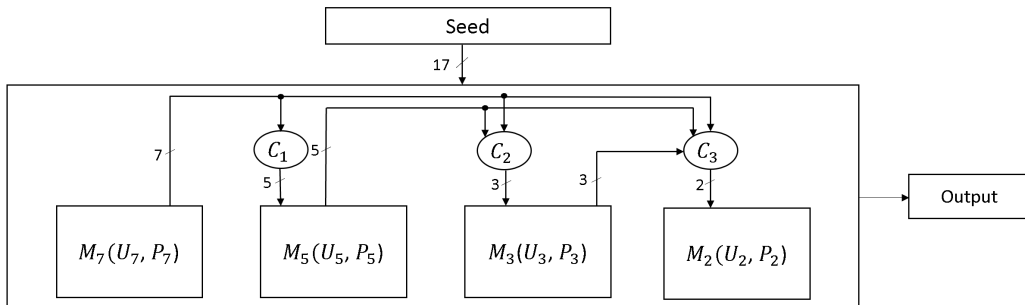 Seed
17
7
C₁
5
5
C₂
3
3
C₃
2
M₇(U₇, P₇)
M₅(U₅, P₅)
M₃(U₃, P₃)
M₂(U₂, P₂)
Output